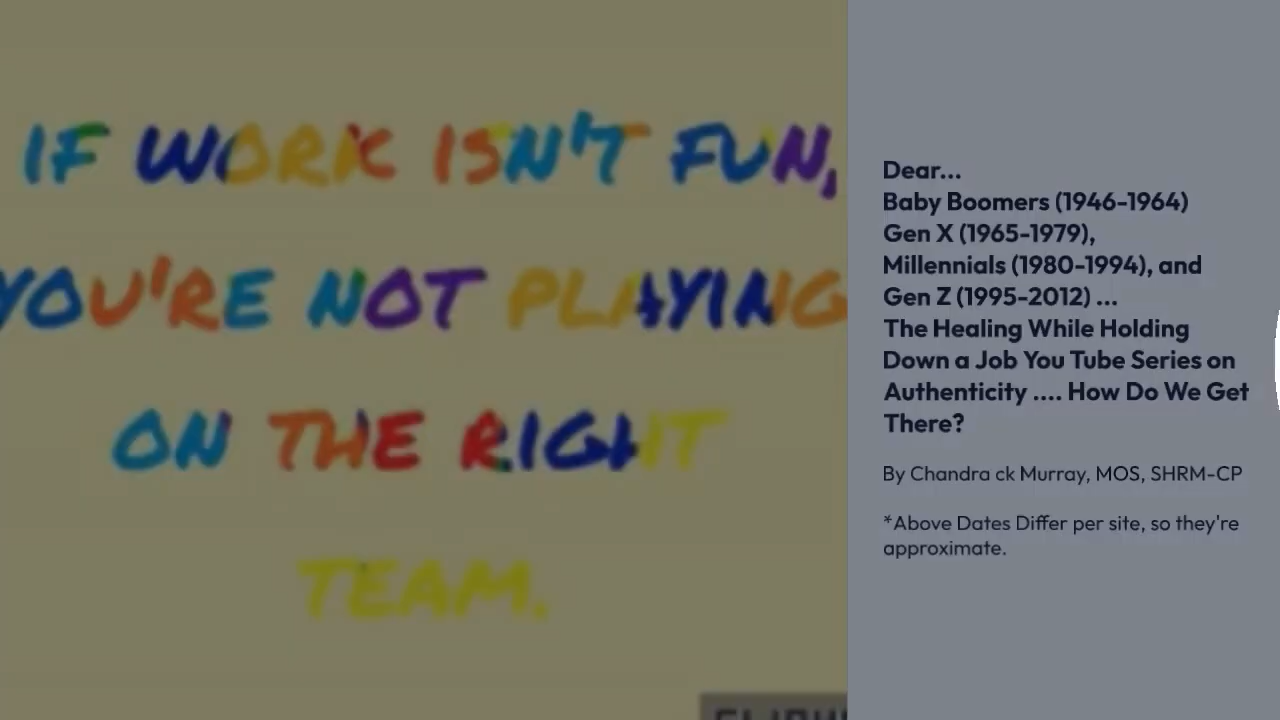 IF WORK ISN'T FUN,
YOU'RE NOT PLAYING
ON THE RIGHT
TEAM.
Dear...
Baby Boomers (1946-1964)
Gen X (1965-1979),
Millennials (1980-1994), and
Gen Z (1995-2012) ...
The Healing While Holding
Down a Job You Tube Series on
Authenticity .... How Do We Get
There?
By Chandra ck Murray, MOS, SHRM-CP
*Above Dates Differ per site, so they're
approximate.